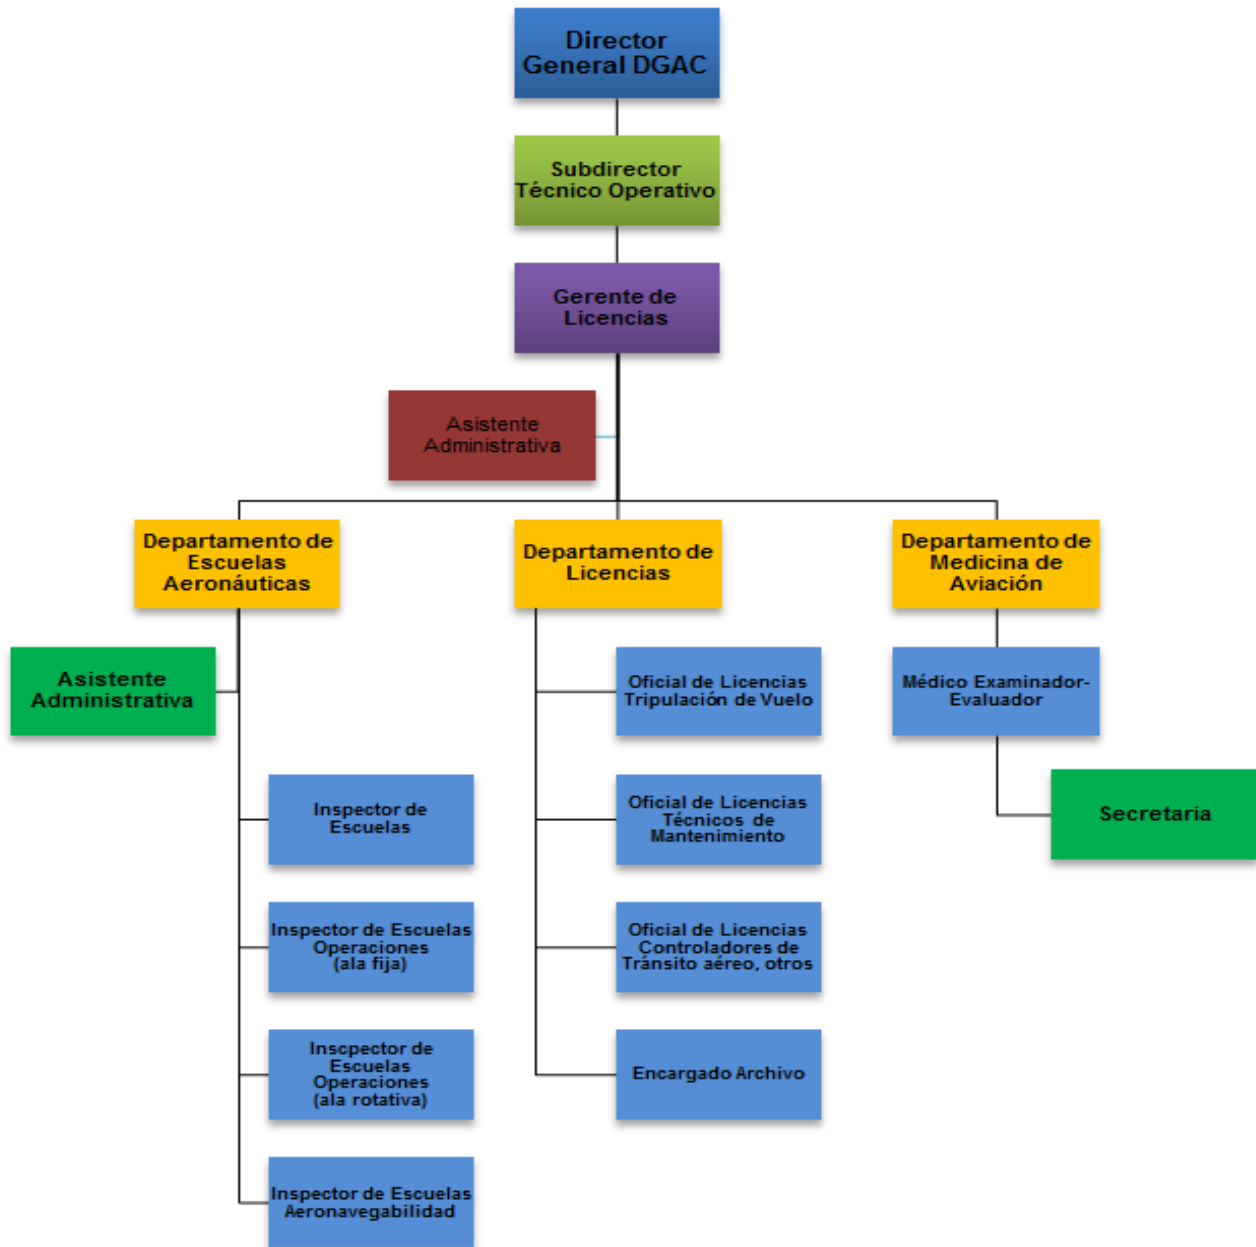 Director
General DGAC
Subdirector
Técnico Operativo
Gerente de
Licencias
Asistente
Administrativa
Departamento de
Escuelas
Aeronáuticas
Departamento de
Licencias
Departamento de
Medicina de
Aviación
Asistente
Administrativa
Oficial de Licencias
Tripulación de Vuelo
Médico Examinador-
Evaluador
Inspector de
Escuelas
Oficial de Licencias
Técnicos de
Mantenimiento
Secretaria
Inspector de Escuelas
Operaciones
(ala fija)
Oficial de Licencias
Controladores de
Tránsito aéreo, otros
Inscpector de
Escuelas
Operaciones
(ala rotativa)
Encargado Archivo
Inspector de Escuelas
Aeronavegabilidad